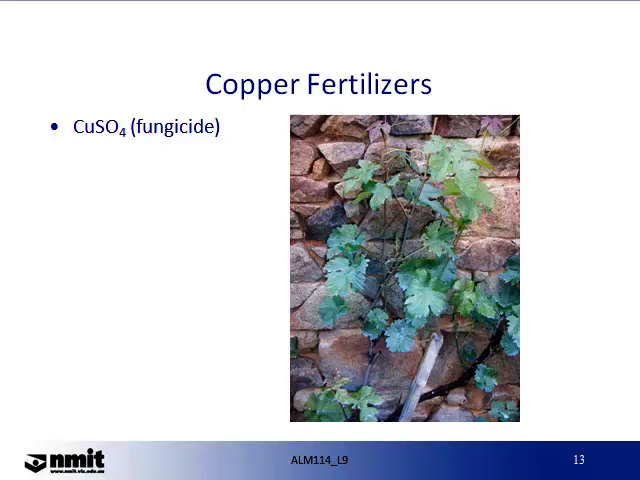 Copper Fertilizers
• CuSO₄ (fungicide)
nmit
www.nmit.vic.edu.au
ALM114_L9
13